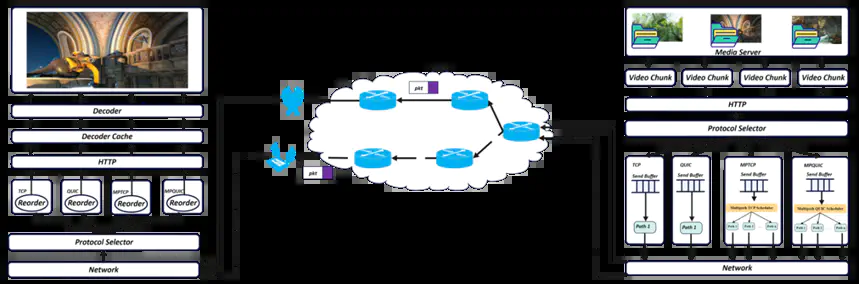 Decoder
Decoder Cache
HTTP
TCP
QUIC
MPTCP
MPQUIC
Reorder
Reorder
Reorder
Reorder
Protocol Selector
Network
pkt
pkt
Media Server
Video Chunk
Video Chunk
Video Chunk
Video Chunk
HTTP
Protocol Selector
TCP
QUIC
MPTCP
MPQUIC
Send Buffer
Send Buffer
Send Buffer
Send Buffer
Multipath TCP Scheduler
Multipath QUIC Scheduler
Path 1
Path 1
Path 1
Path 2
...
Path n
Path 1
Path 2
...
Path n
Network